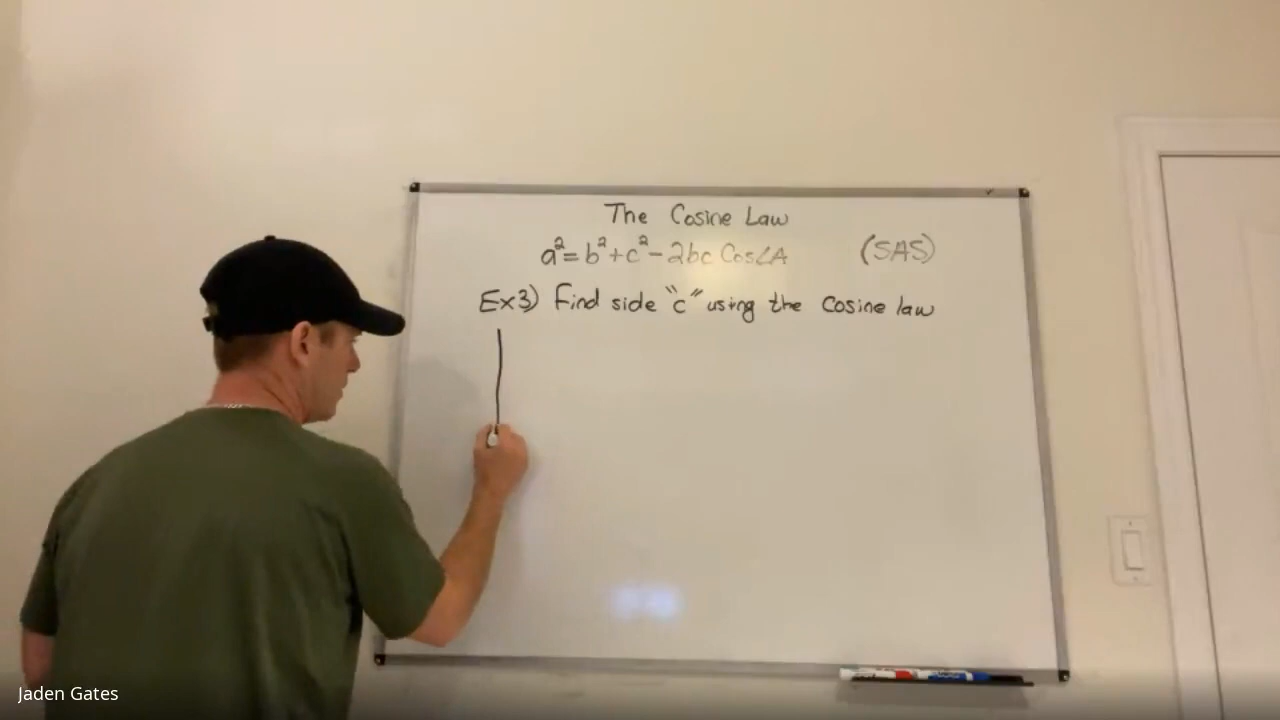 The Cosine Law
a²=b²+c²-2bc Cos∠A (SAS)
Ex3) Find side "c" using the Cosine law
Jaden Gates